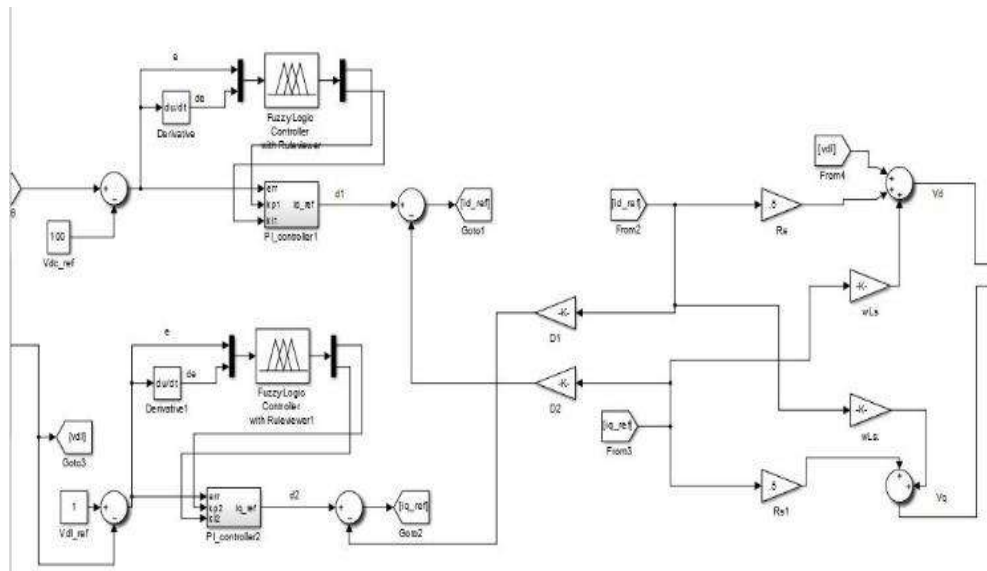 e
du/dt
de
Derivative
Fuzzy Logic
Controller
with Ruleviewer
+
-
100
Vdc_ref
err
kp1
ki1
iq_ref
PI_controller1
d1
+
-
[id_ref]
Goto1
[id_ref]
From2
[vdl]
From4
+
+
+
Vd
.8
Rs
-K-
wLs
-K-
D1
-K-
D2
[iq_ref]
From3
-K-
wLs.
.8
Rs1
+
+
Vq
e
du/dt
de
Derivative1
Fuzzy Logic
Controller
with Ruleviewer1
[vdl]
Goto3
1
Vdl_ref
+
-
err
kp2
ki2
iq_ref
PI_controller2
d2
+
-
[iq_ref]
Goto2